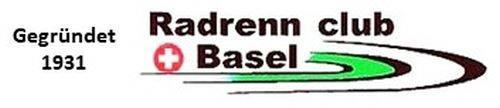 Gegründet
1931
Radrenn club
Basel